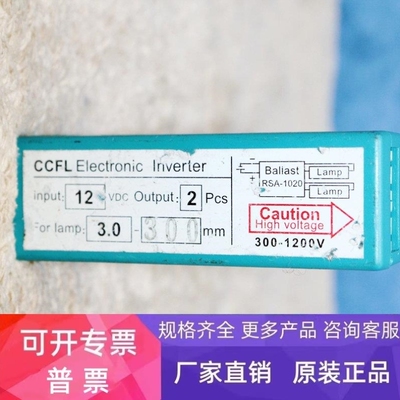 CCFL Electronic Inverter
Input: 12 VDC Output: 2 Pcs
For lamp: 3.0 - 300 mm
Ballast
RSA-1020
Lamp
Lamp
Caution
High voltage
300-1200V
可开专票
普票
规格齐全 更多产品 咨询客服
厂家直销 原装正品